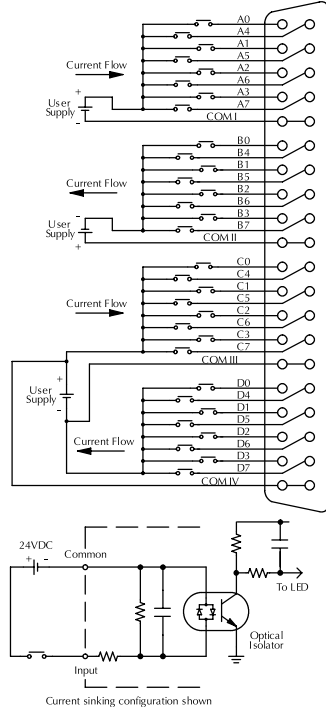 A0
A4
Current Flow
A1
A5
A2
A6
+
User
Supply
A3
A7
-
COM I
B0
B4
B1
Current Flow
B5
B2
B6
-
User
Supply
B3
B7
+
COM II
C0
C4
C1
Current Flow
C5
C2
C6
C3
C7
COM III
+
User
Supply
-
D0
D4
D1
D5
Current Flow
D2
D6
D3
D7
COM IV
24VDC
+ -
Common
To LED
Optical
Isolator
Input
Current sinking configuration shown